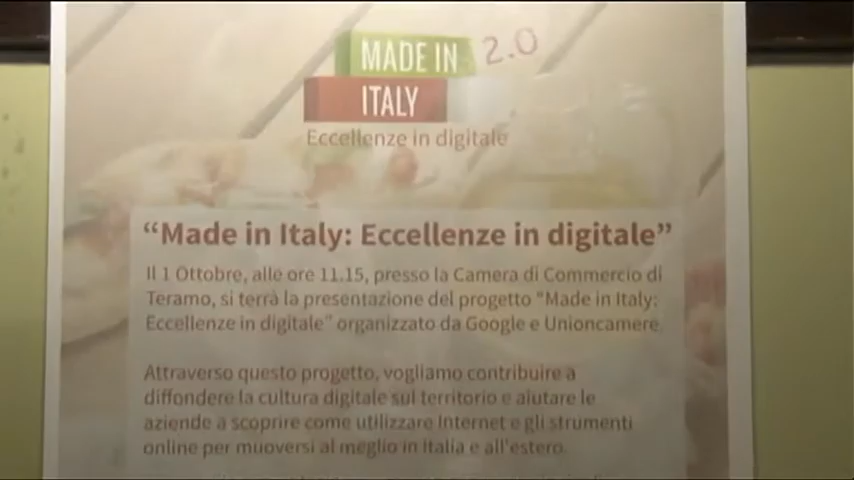 MADE IN 2.0
ITALY
Eccellenze in digitale
“Made in Italy: Eccellenze in digitale”
Il 1 Ottobre, alle ore 11.15, presso la Camera di Commercio di
Teramo, si terrà la presentazione del progetto “Made in Italy:
Eccellenze in digitale” organizzato da Google e Unioncamere.
Attraverso questo progetto, vogliamo contribuire a
diffondere la cultura digitale sul territorio e aiutare le
aziende a scoprire come utilizzare Internet e gli strumenti
online per muoversi al meglio in Italia e all'estero.